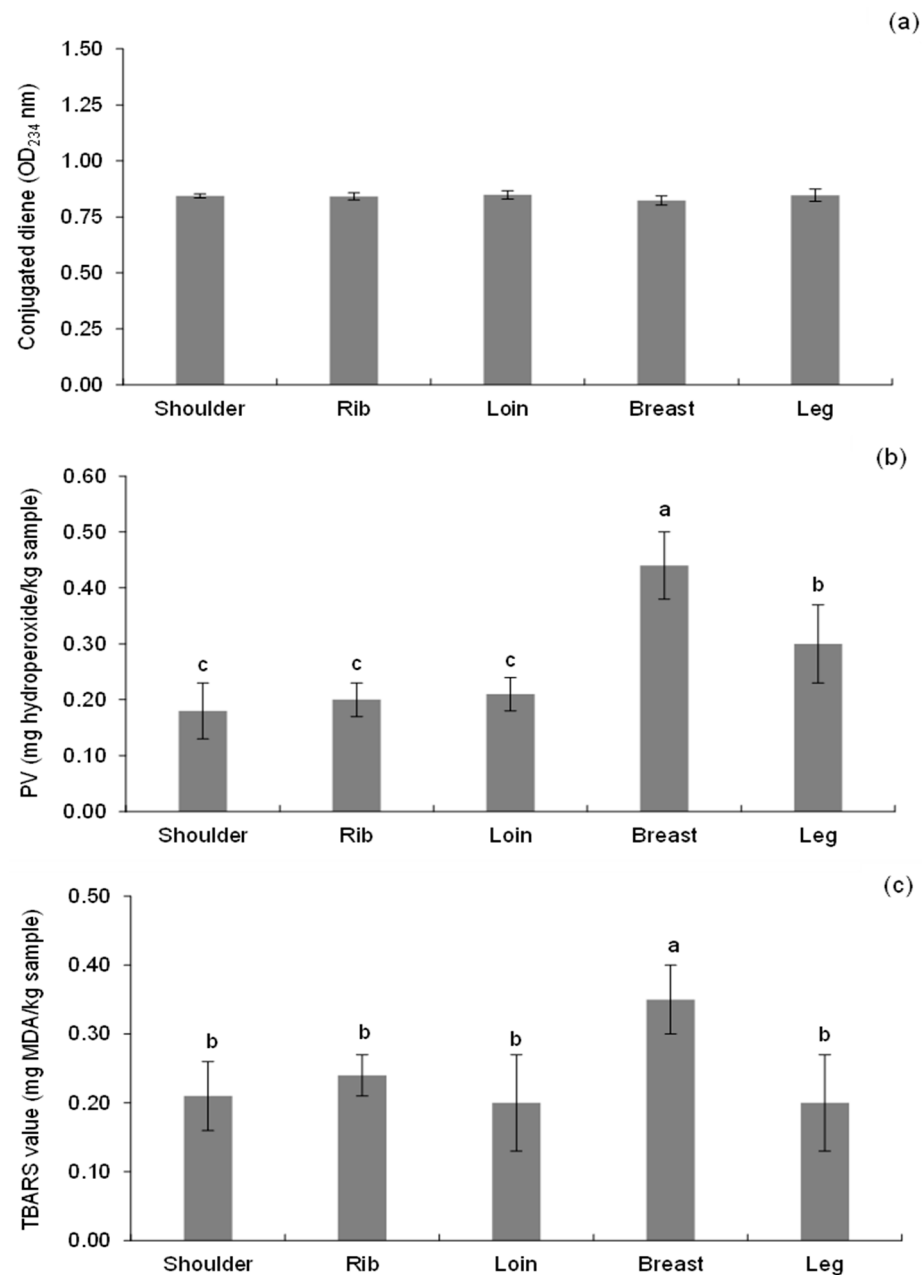 (a)
Conjugated diene (OD234 nm)
1.50
1.25
1.00
0.75
0.50
0.25
0.00
Shoulder Rib Loin Breast Leg
(b)
PV (mg hydroperoxide/kg sample)
0.60
0.50
0.40
0.30
0.20
0.10
0.00
c c c a b
Shoulder Rib Loin Breast Leg
(c)
TBARS value (mg MDA/kg sample)
0.50
0.40
0.30
0.20
0.10
0.00
b b b a b
Shoulder Rib Loin Breast Leg